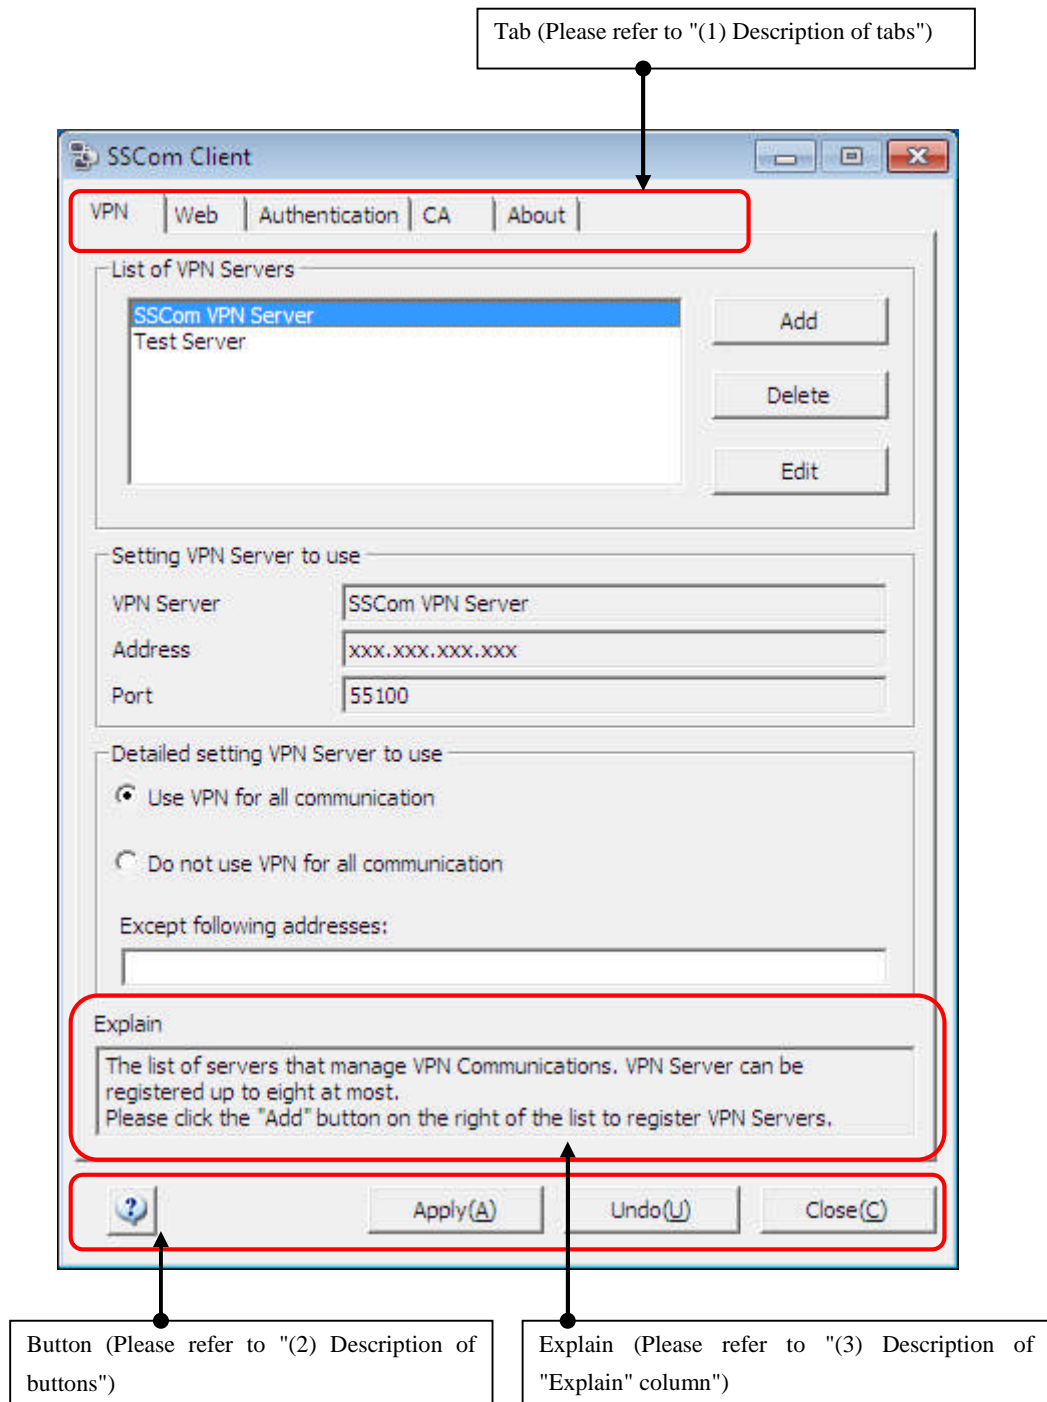 Tab (Please refer to "(1) Description of tabs")
SSCom Client
VPN Web Authentication CA About
List of VPN Servers
SSCom VPN Server
Test Server
Add
Delete
Edit
Setting VPN Server to use
VPN Server SSCom VPN Server
Address xxx.xxx.xxx.xxx
Port 55100
Detailed setting VPN Server to use
Use VPN for all communication
Do not use VPN for all communication
Except following addresses:
Explain
The list of servers that manage VPN Communications. VPN Server can be
registered up to eight at most.
Please click the "Add" button on the right of the list to register VPN Servers.
? Apply(A) Undo(U) Close(C)
Button (Please refer to "(2) Description of
buttons")
Explain (Please refer to "(3) Description of
"Explain" column")